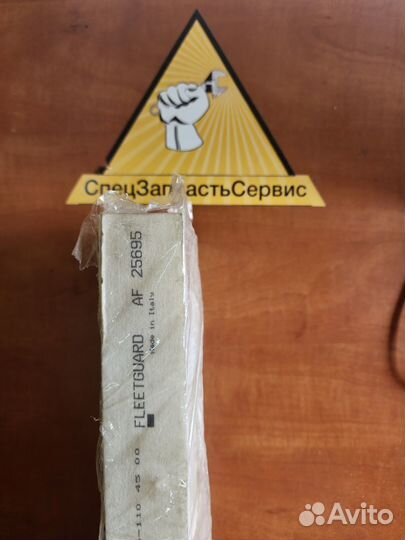 СпецЗапчастьСервис
FLEETGUARD AF 25695
Made in Italy
-110 45 00
Avito